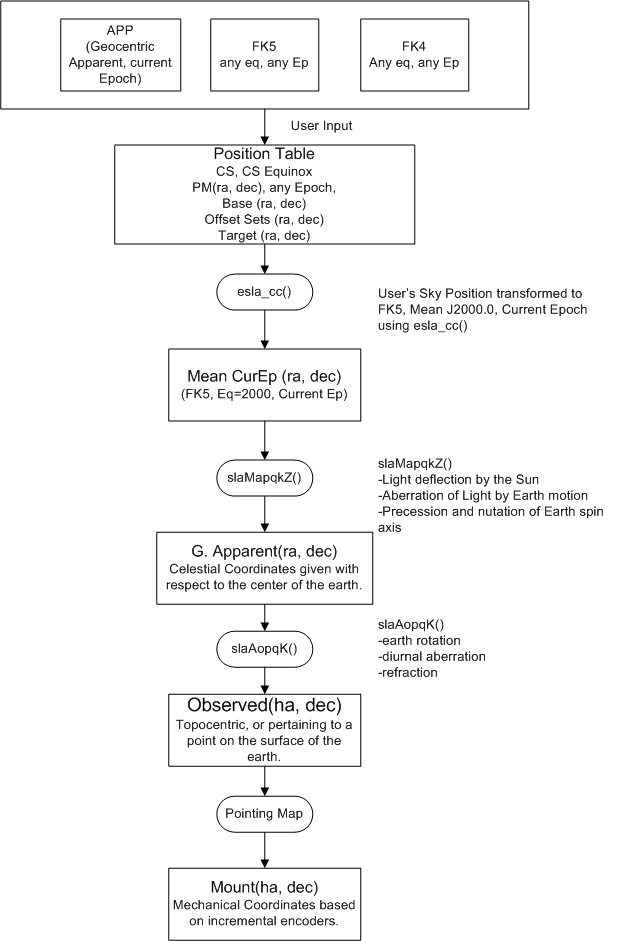 APP
(Geocentric
Apparent, current
Epoch)
FK5
any eq, any Ep
FK4
Any eq, any Ep
User Input
Position Table
CS, CS Equinox
PM(ra, dec), any Epoch,
Base (ra, dec)
Offset Sets (ra, dec)
Target (ra, dec)
esla_cc()
User's Sky Position transformed to
FK5, Mean J2000.0, Current Epoch
using esla_cc()
Mean CurEp (ra, dec)
(FK5, Eq=2000, Current Ep)
slaMapqkZ()
slaMapqkZ()
-Light deflection by the Sun
-Aberration of Light by Earth motion
-Precession and nutation of Earth spin
axis
G. Apparent(ra, dec)
Celestial Coordinates given with
respect to the center of the earth.
slaAopqK()
slaAopqK()
-earth rotation
-diurnal aberration
-refraction
Observed(ha, dec)
Topocentric, or pertaining to a
point on the surface of the
earth.
Pointing Map
Mount(ha, dec)
Mechanical Coordinates based
on incremental encoders.